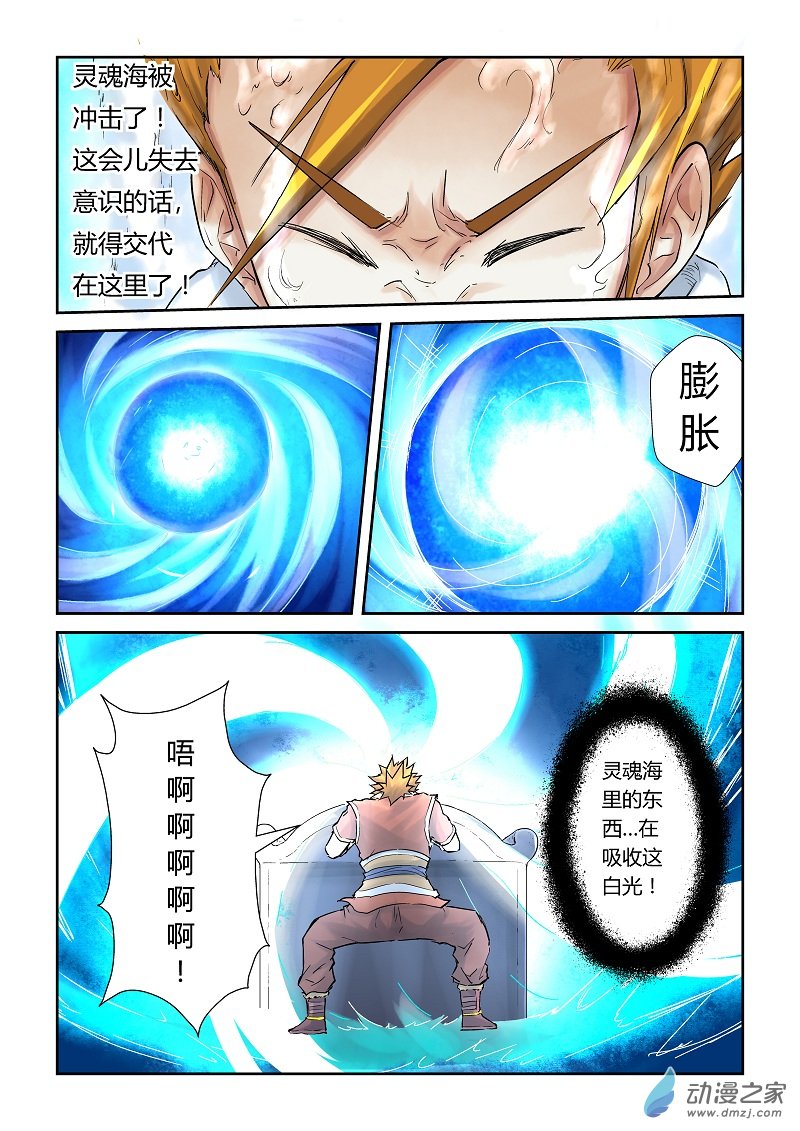 灵魂海被
冲击了！
这会儿失去
意识的话，
就得交代
在这里了！
膨胀
唔啊啊啊啊啊！
灵魂海
里的东
西…在
吸收这
白光！
动漫之家
www.dmzj.com